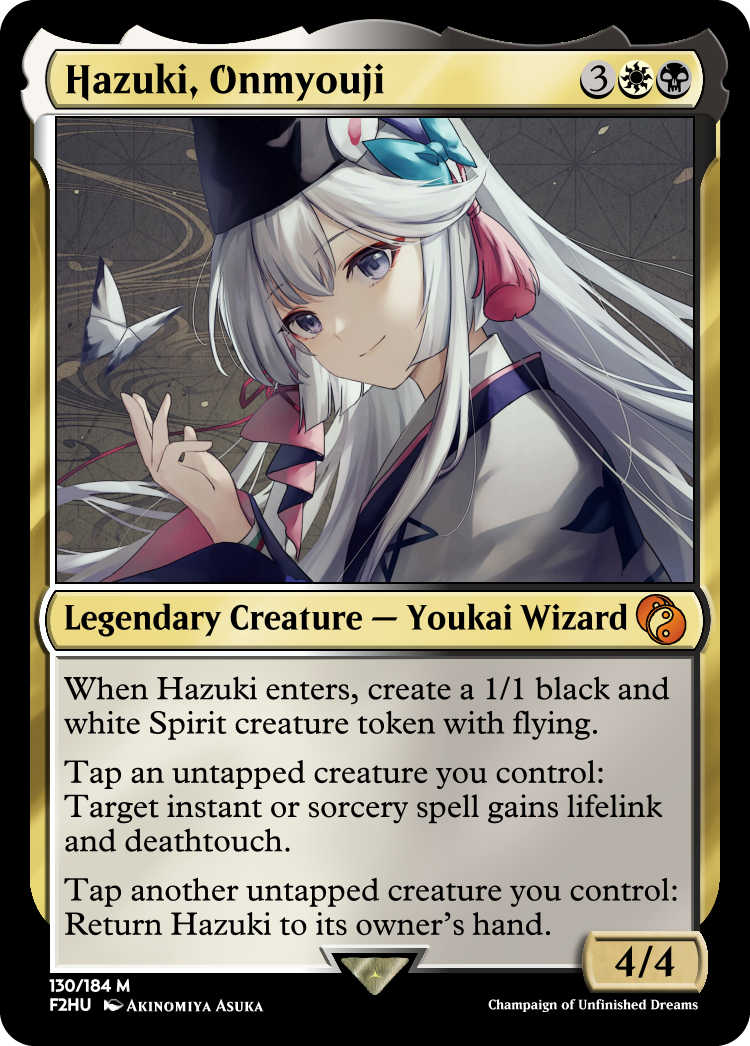 Hazuki, Onmyouji
3
Legendary Creature — Youkai Wizard
When Hazuki enters, create a 1/1 black and
white Spirit creature token with flying.
Tap an untapped creature you control:
Target instant or sorcery spell gains lifelink
and deathtouch.
Tap another untapped creature you control:
Return Hazuki to its owner's hand.
4/4
130/184 M
F2HU AKINOMIYA ASUKA
Champaign of Unfinished Dreams